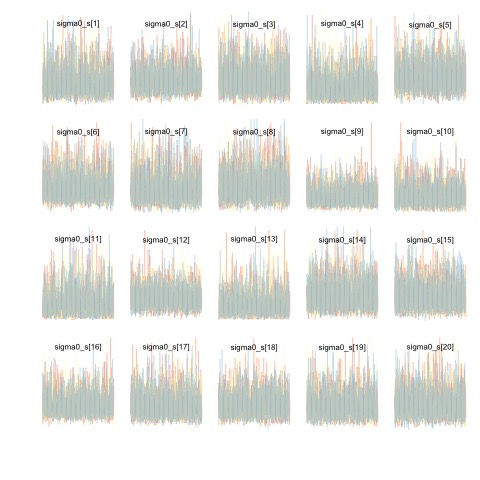 sigma0_s[1] sigma0_s[2] sigma0_s[3] sigma0_s[4] sigma0_s[5]
sigma0_s[6] sigma0_s[7] sigma0_s[8] sigma0_s[9] sigma0_s[10]
sigma0_s[11] sigma0_s[12] sigma0_s[13] sigma0_s[14] sigma0_s[15]
sigma0_s[16] sigma0_s[17] sigma0_s[18] sigma0_s[19] sigma0_s[20]